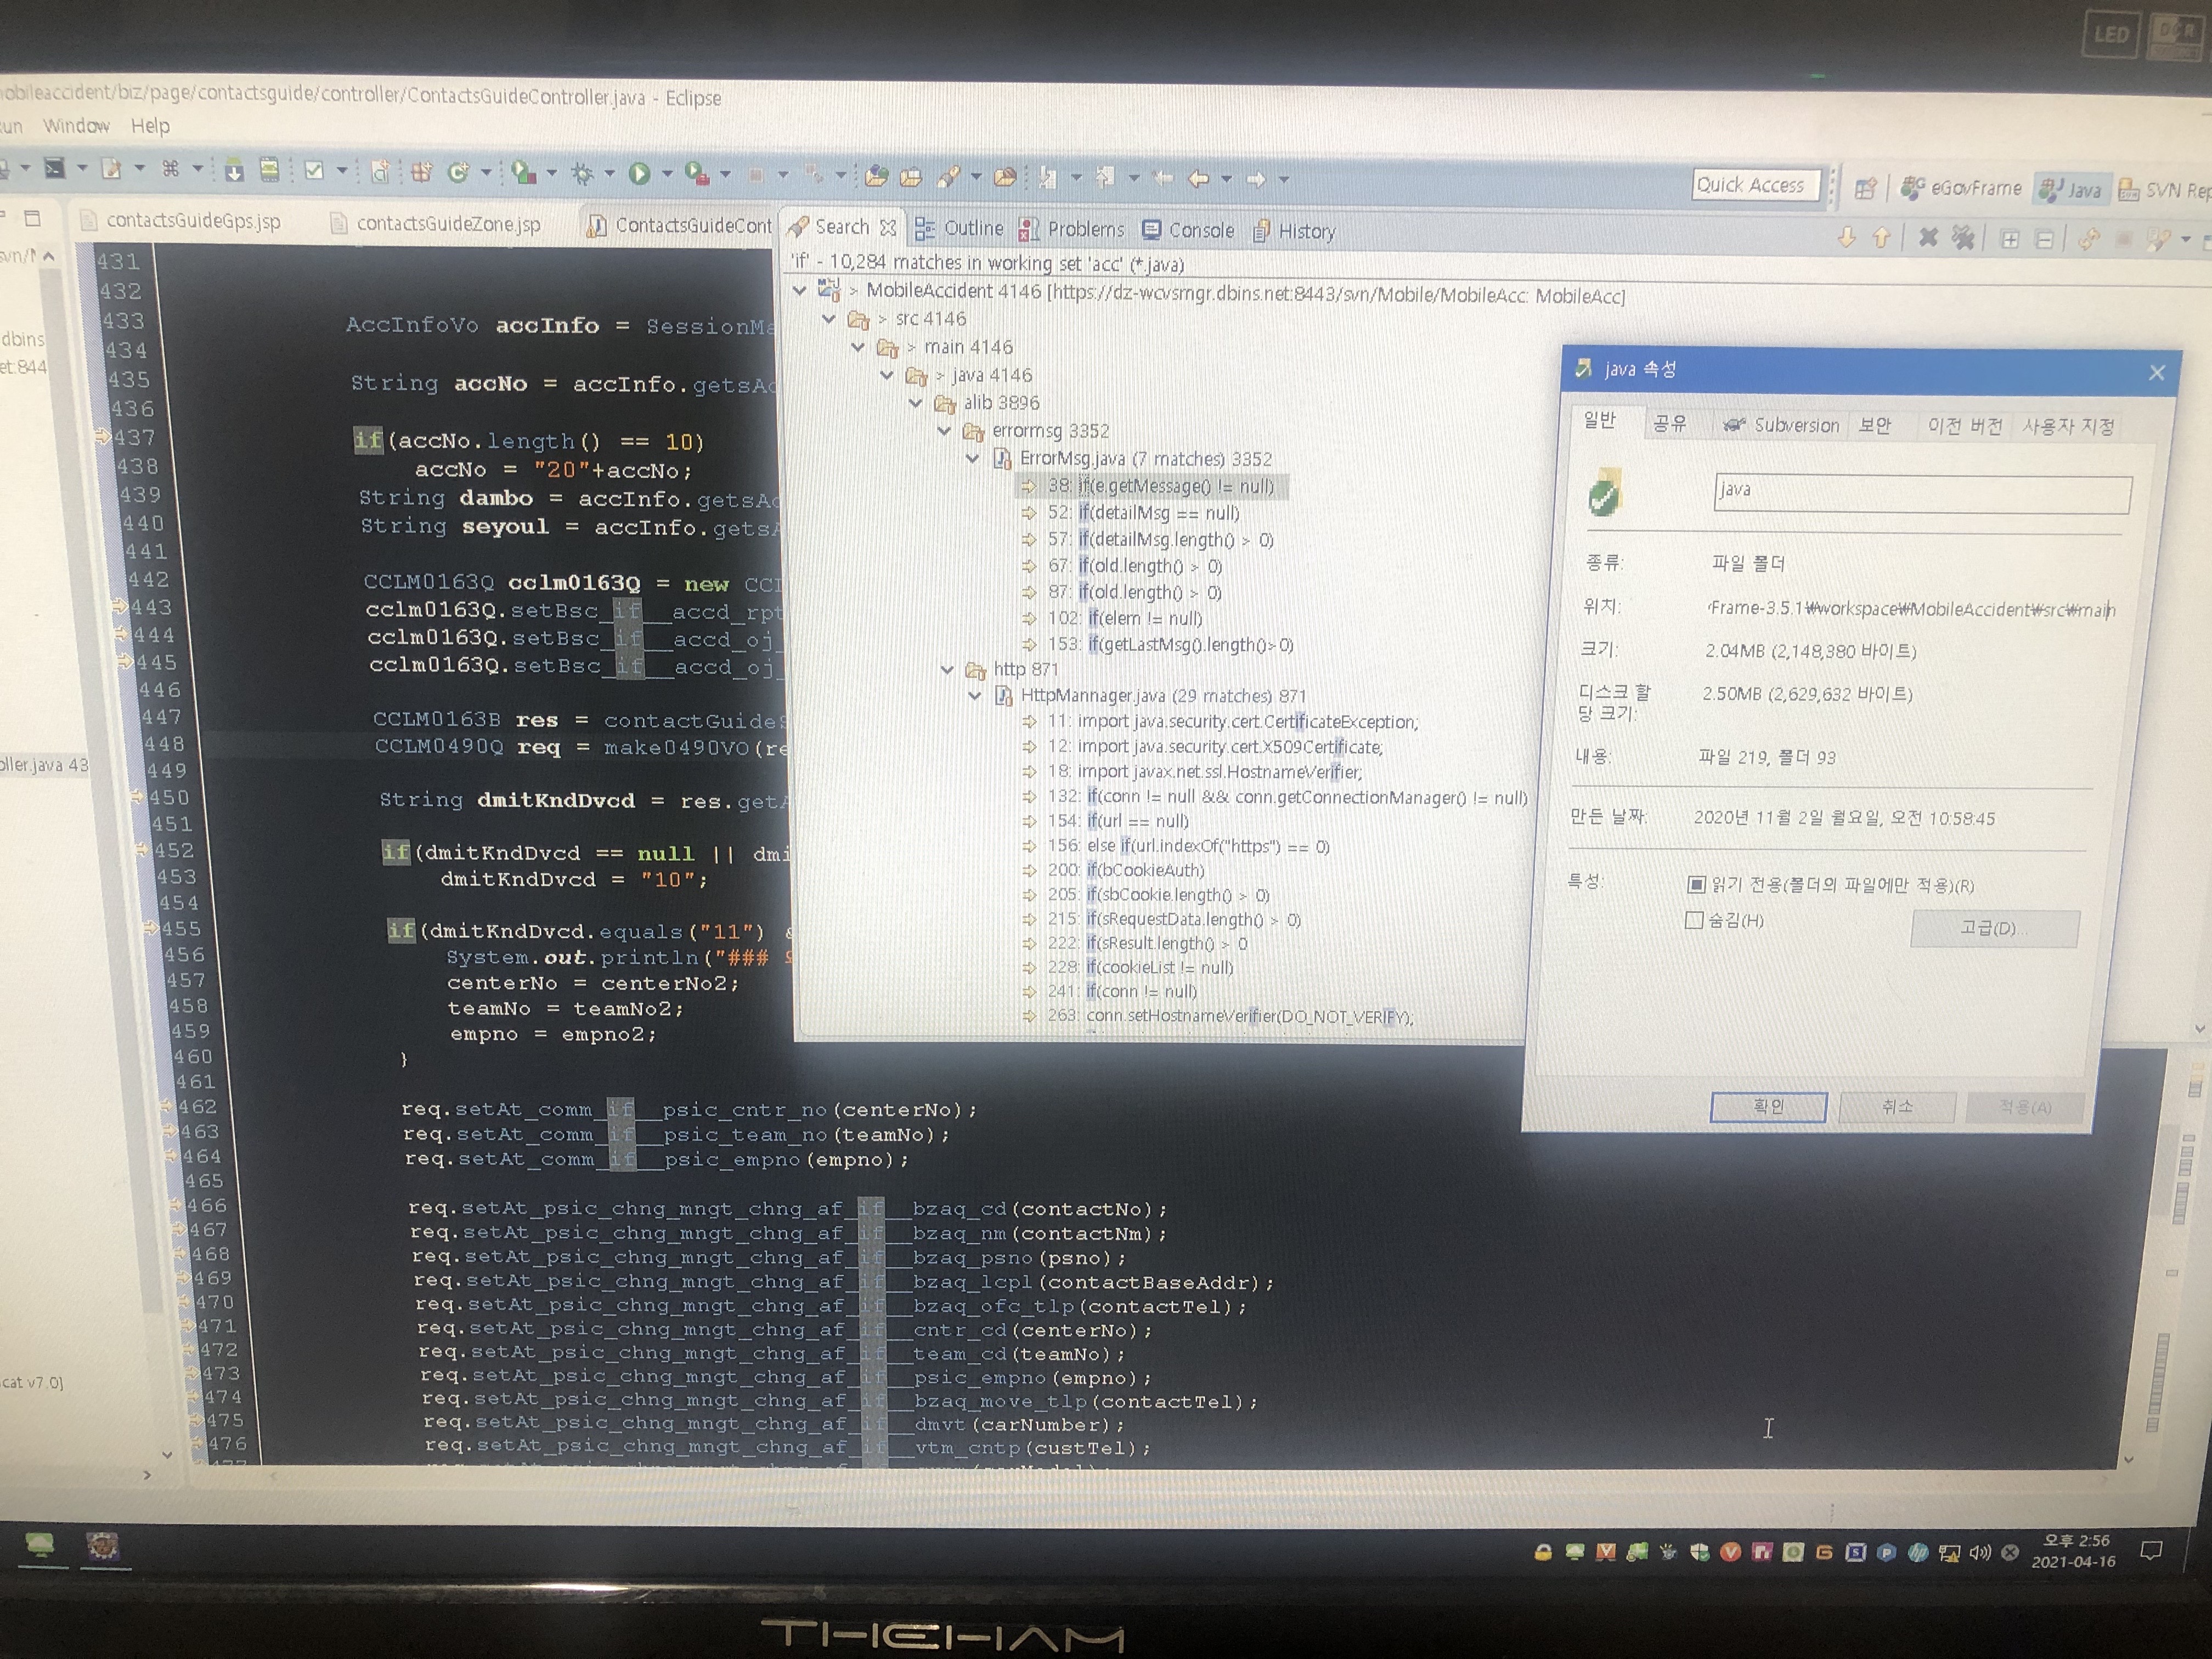 LED
mobileaccident/biz/page/contactsguide/controller/ContactsGuideController.java - Eclipse
Window Help
Quick Access
eGovFrame
Java
SVN Rep
contactsGuideGps.jsp
contactsGuideZone.jsp
ContactsGuideCont
Search
Outline
Problems
Console
History
'if' - 10,284 matches in working set 'acc' (*.java)
> MobileAccident 4146 [https://dz-wcvsmgr.dbins.net:8443/svn/Mobile/MobileAcc: MobileAcc]
> src 4146
> main 4146
> java 4146
alib 3896
errormsg 3352
ErrorMsg.java (7 matches) 3352
38: if(e.getMessage() != null)
52: if(detailMsg == null)
57: if(detailMsg.length() > 0)
67: if(old.length() > 0)
87: if(old.length() > 0)
102: if(elem != null)
153: if(getLastMsg().length()>0)
http 871
HttpMannager.java (29 matches) 871
11: import java.security.cert.CertificateException;
12: import java.security.cert.X509Certificate;
18: import javax.net.ssl.HostnameVerifier;
132: if(conn != null && conn.getConnectionManager() != null)
154: if(url == null)
156: else if(url.indexOf("https") == 0)
200: if(bCookieAuth)
205: if(sbCookie.length() > 0)
215: if(sRequestData.length() > 0)
222: if(sResult.length() > 0
228: if(cookieList != null)
241: if(conn != null)
263: conn.setHostnameVerifier(DO_NOT_VERIFY);
java 속성
일반
공유
Subversion
보안
이전 버전
사용자 지정
java
종류: 파일 폴더
위치: Frame-3.5.1₩workspace₩MobileAccident₩src₩main
크기: 2.04MB (2,148,380 바이트)
디스크 할
당 크기: 2.50MB (2,629,632 바이트)
내용: 파일 219, 폴더 93
만든 날짜: 2020년 11월 2일 월요일, 오전 10:58:45
특성: 읽기 전용(폴더의 파일에만 적용)(R)
숨김(H)
고급(D)...
확인
취소
적용(A)
dbins
et:844
oller.java 43
cat v7.0]
431
432
433 AccInfoVo accInfo = SessionMa
434
435 String accNo = accInfo.getsAc
436
437 if(accNo.length() == 10)
438 accNo = "20"+accNo;
439 String dambo = accInfo.getsAc
440 String seyoul = accInfo.getsA
441
442 CCLM0163Q cclm0163Q = new CCL
443 cclm0163Q.setBsc_if__accd_rpt
444 cclm0163Q.setBsc_if__accd_oj_
445 cclm0163Q.setBsc_if__accd_oj_
446
447 CCLM0163B res = contactGuideS
448 CCLM0490Q req = make0490VO(re
449
450 String dmitKndDvcd = res.getA
451
452 if(dmitKndDvcd == null || dmi
453 dmitKndDvcd = "10";
454
455 if(dmitKndDvcd.equals("11") &
456 System.out.println("###
457 centerNo = centerNo2;
458 teamNo = teamNo2;
459 empno = empno2;
460 }
461
462 req.setAt_comm_if__psic_cntr_no(centerNo);
463 req.setAt_comm_if__psic_team_no(teamNo);
464 req.setAt_comm_if__psic_empno(empno);
465
466 req.setAt_psic_chng_mngt_chng_af_if__bzaq_cd(contactNo);
467 req.setAt_psic_chng_mngt_chng_af_if__bzaq_nm(contactNm);
468 req.setAt_psic_chng_mngt_chng_af_if__bzaq_psno(psno);
469 req.setAt_psic_chng_mngt_chng_af_if__bzaq_lcpl(contactBaseAddr);
470 req.setAt_psic_chng_mngt_chng_af_if__bzaq_ofc_tlp(contactTel);
471 req.setAt_psic_chng_mngt_chng_af_if__cntr_cd(centerNo);
472 req.setAt_psic_chng_mngt_chng_af_if__team_cd(teamNo);
473 req.setAt_psic_chng_mngt_chng_af_if__psic_empno(empno);
474 req.setAt_psic_chng_mngt_chng_af_if__bzaq_move_tlp(contactTel);
475 req.setAt_psic_chng_mngt_chng_af_if__dmvt(carNumber);
476 req.setAt_psic_chng_mngt_chng_af_if__vtm_cntp(custTel);
오후 2:56
2021-04-16
THEHAM